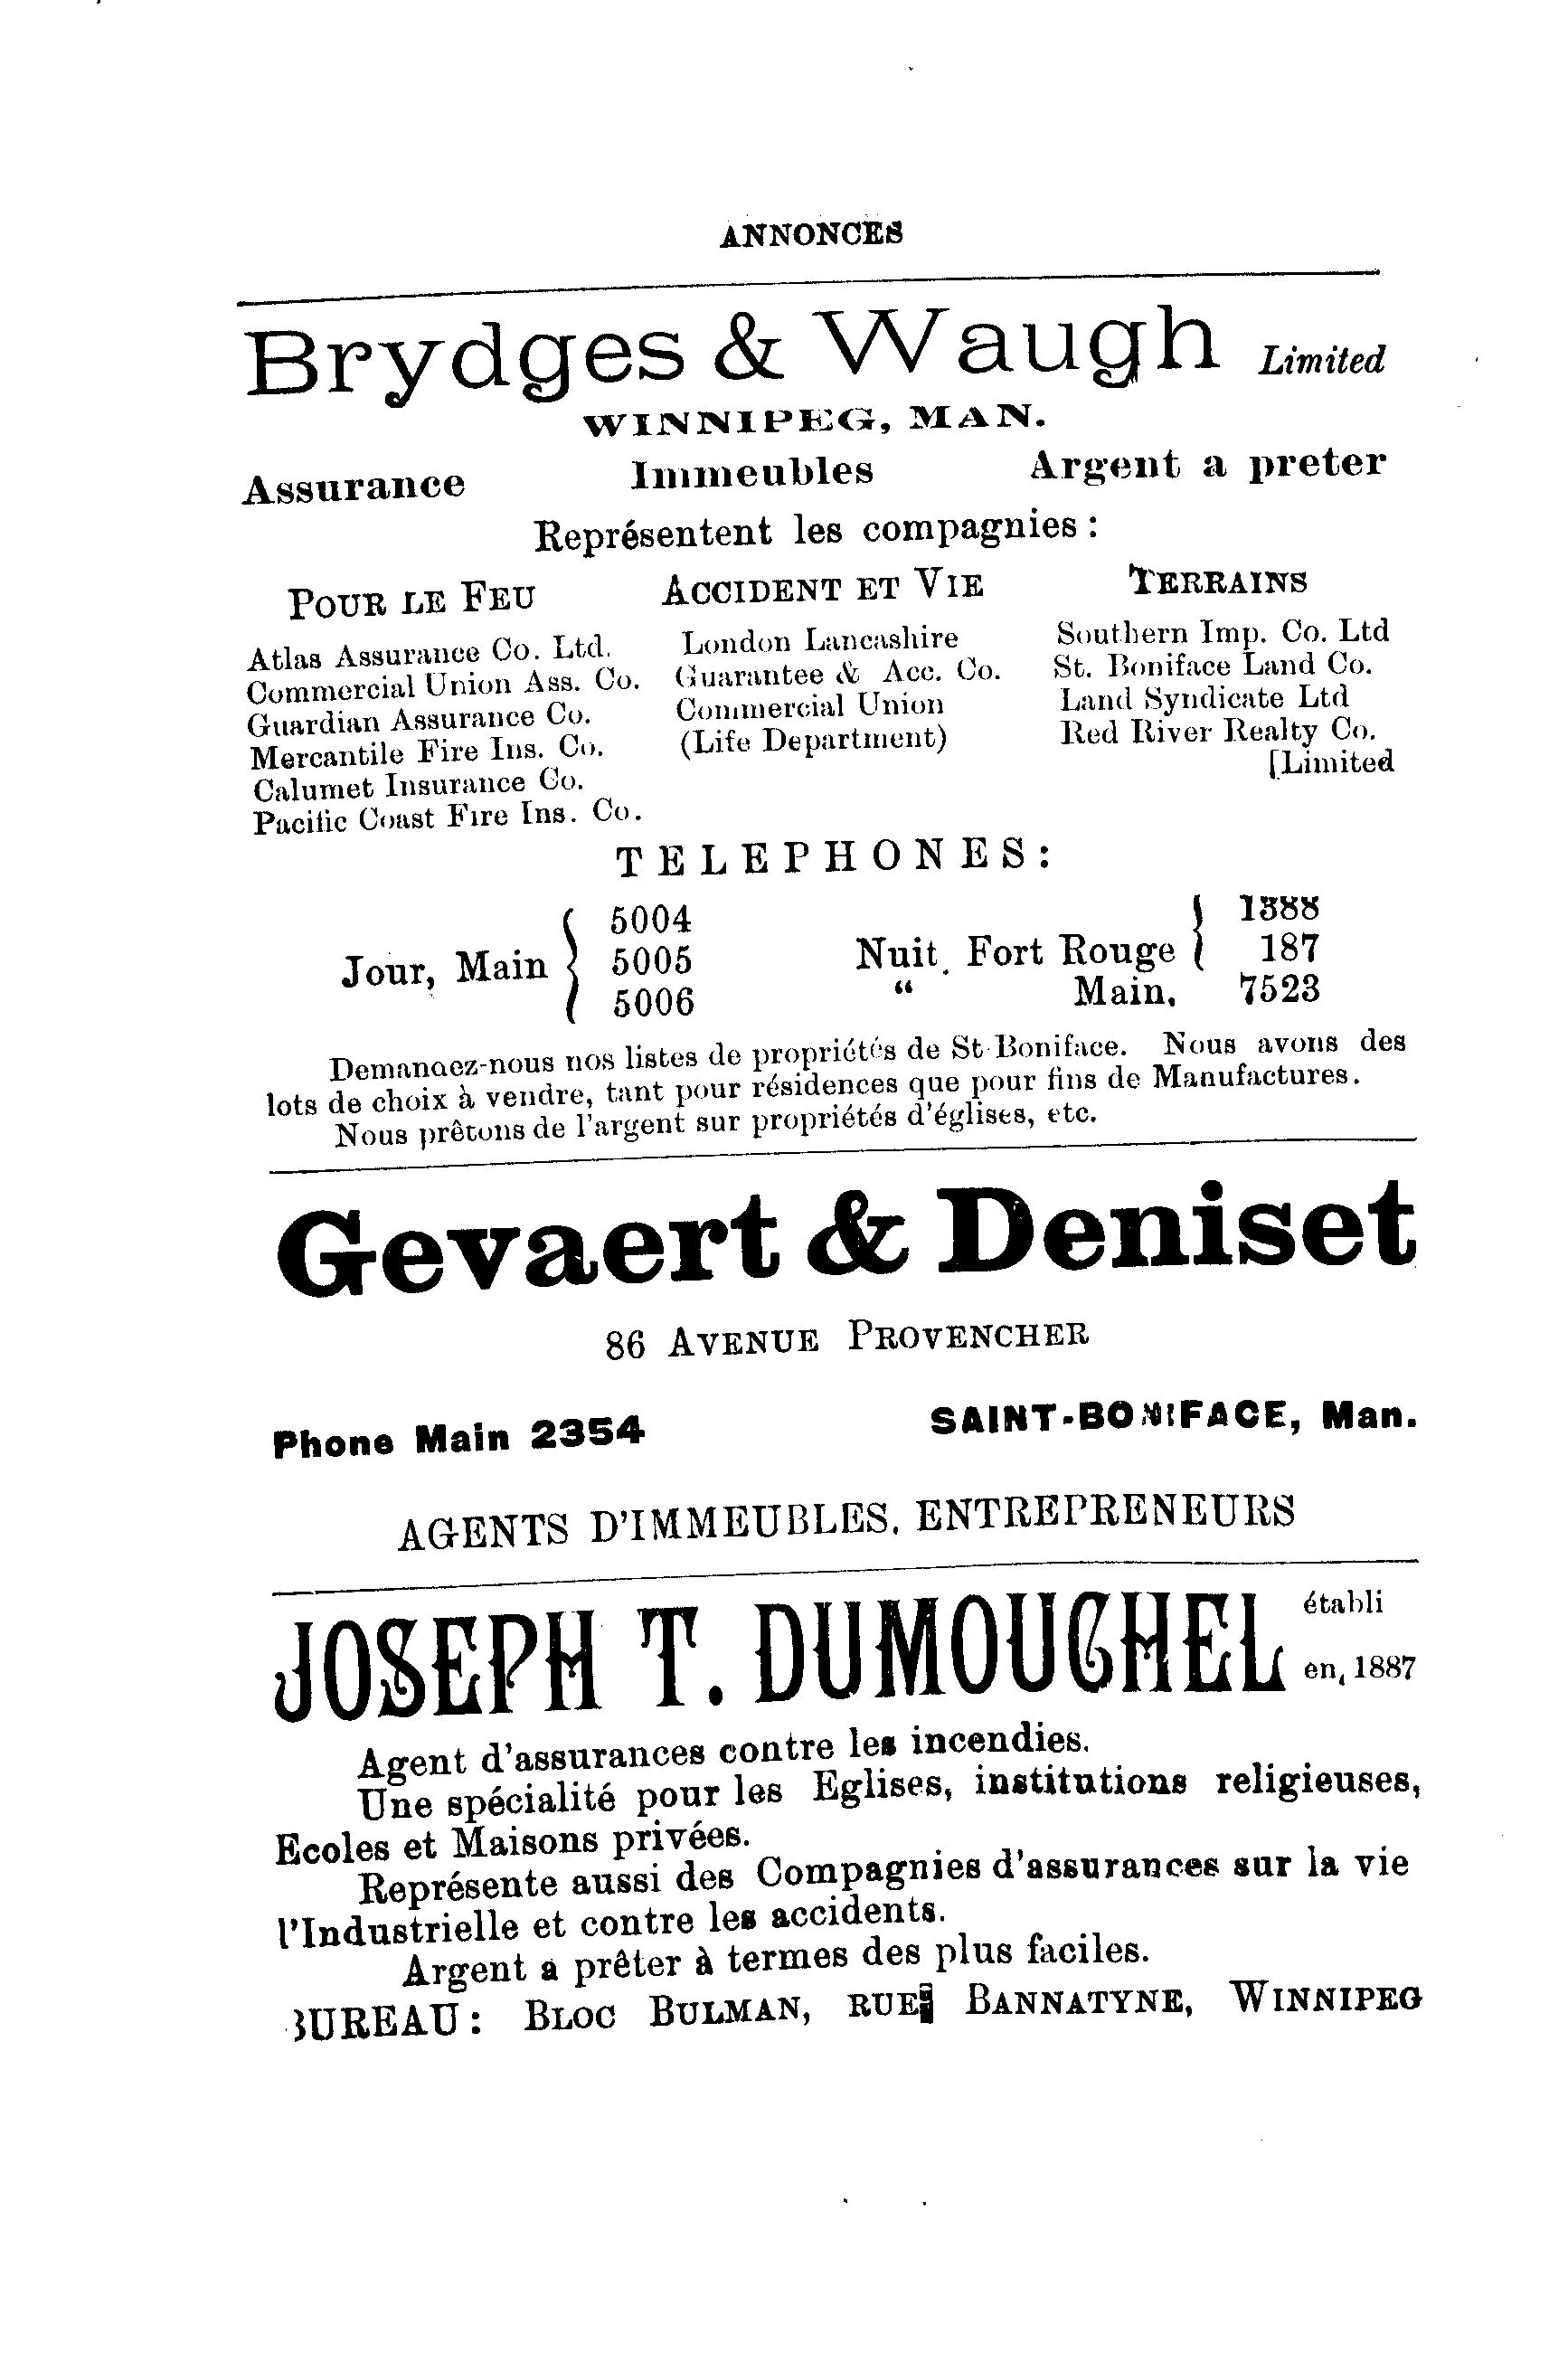 ANNONCES
Brydges & Waugh Limited
WINNIPEG, MAN.
Assurance Immeubles Argent a preter
Représentent les compagnies :
POUR LE FEU ACCIDENT ET VIE TERRAINS
Atlas Assurance Co. Ltd. London Lancashire Southern Imp. Co. Ltd
Commercial Union Ass. Co. Guarantee & Acc. Co. St. Boniface Land Co.
Guardian Assurance Co. Commercial Union Land Syndicate Ltd
Mercantile Fire Ins. Co. (Life Department) Red River Realty Co.
Calumet Insurance Co. [Limited
Pacific Coast Fire Ins. Co.
TELEPHONES:
5004 1388
Jour, Main 5005 Nuit. Fort Rouge 187
5006 “ Main. 7523
Demandez-nous nos listes de propriétés de St-Boniface. Nous avons des
lots de choix à vendre, tant pour résidences que pour fins de Manufactures.
Nous prêtons de l'argent sur propriétés d'églises, etc.
Gevaert & Deniset
86 AVENUE PROVENCHER
Phone Main 2354 SAINT-BONIFACE, Man.
AGENTS D'IMMEUBLES. ENTREPRENEURS
JOSEPH T. DUMOUCHEL établi
en, 1887
Agent d'assurances contre les incendies.
Une spécialité pour les Eglises, institutions religieuses,
Ecoles et Maisons privées.
Représente aussi des Compagnies d'assurances sur la vie
l'Industrielle et contre les accidents.
Argent a prêter à termes des plus faciles.
BUREAU : BLOC BULMAN, RUE BANNATYNE, WINNIPEG